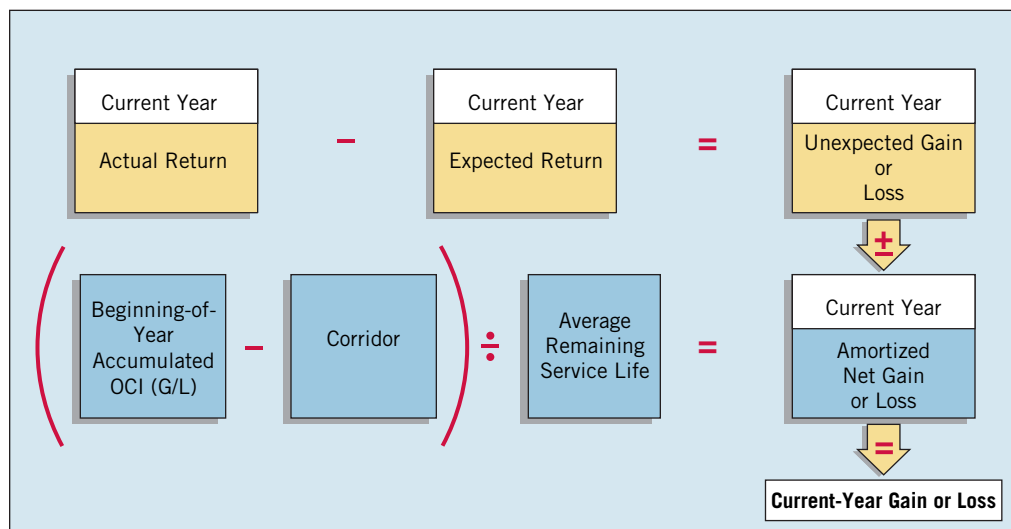 Current Year
Actual Return
–
Current Year
Expected Return
=
Current Year
Unexpected Gain
or
Loss
±
(
Beginning-of-
Year
Accumulated
OCI (G/L)
–
Corridor
)
÷
Average
Remaining
Service Life
=
Current Year
Amortized
Net Gain
or Loss
=
Current-Year Gain or Loss